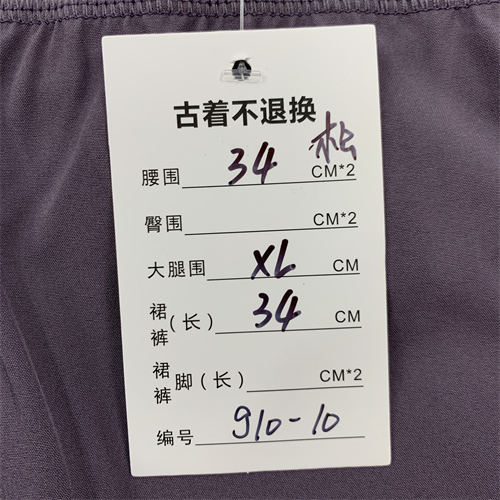 古着不退换
腰围 34 CM*2 松
臀围 CM*2
大腿围 XL CM
裙裤(长) 34 CM
裙裤脚(长) CM*2
编号 910-10